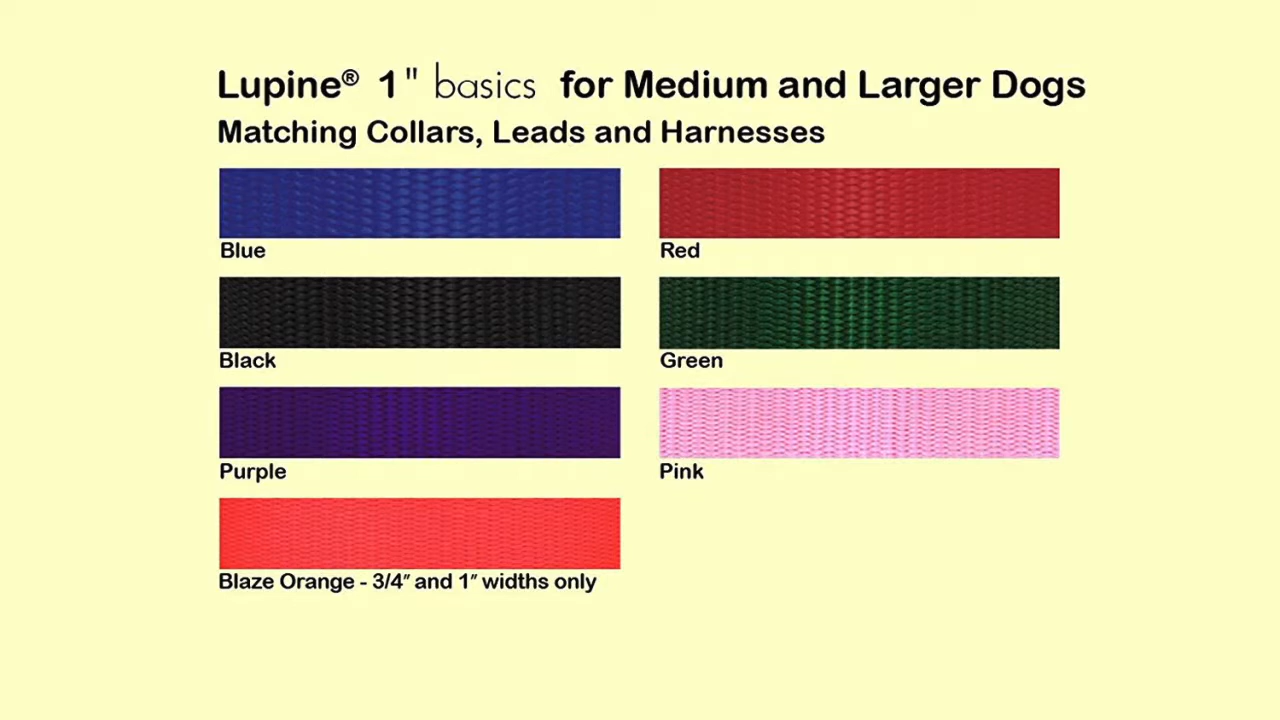 Lupine® 1" basics for Medium and Larger Dogs
Matching Collars, Leads and Harnesses
Blue
Red
Black
Green
Purple
Pink
Blaze Orange - 3/4" and 1" widths only